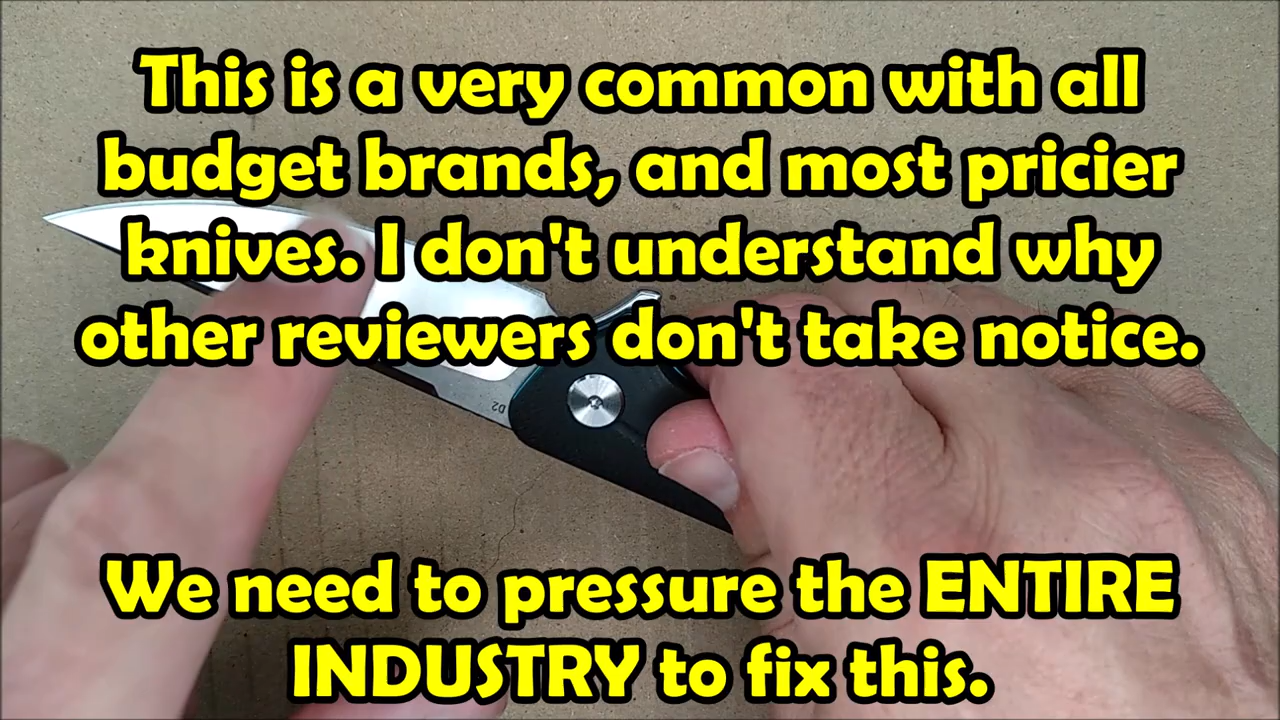 This is a very common with all
budget brands, and most pricier
knives. I don't understand why
other reviewers don't take notice.
D2
We need to pressure the ENTIRE
INDUSTRY to fix this.